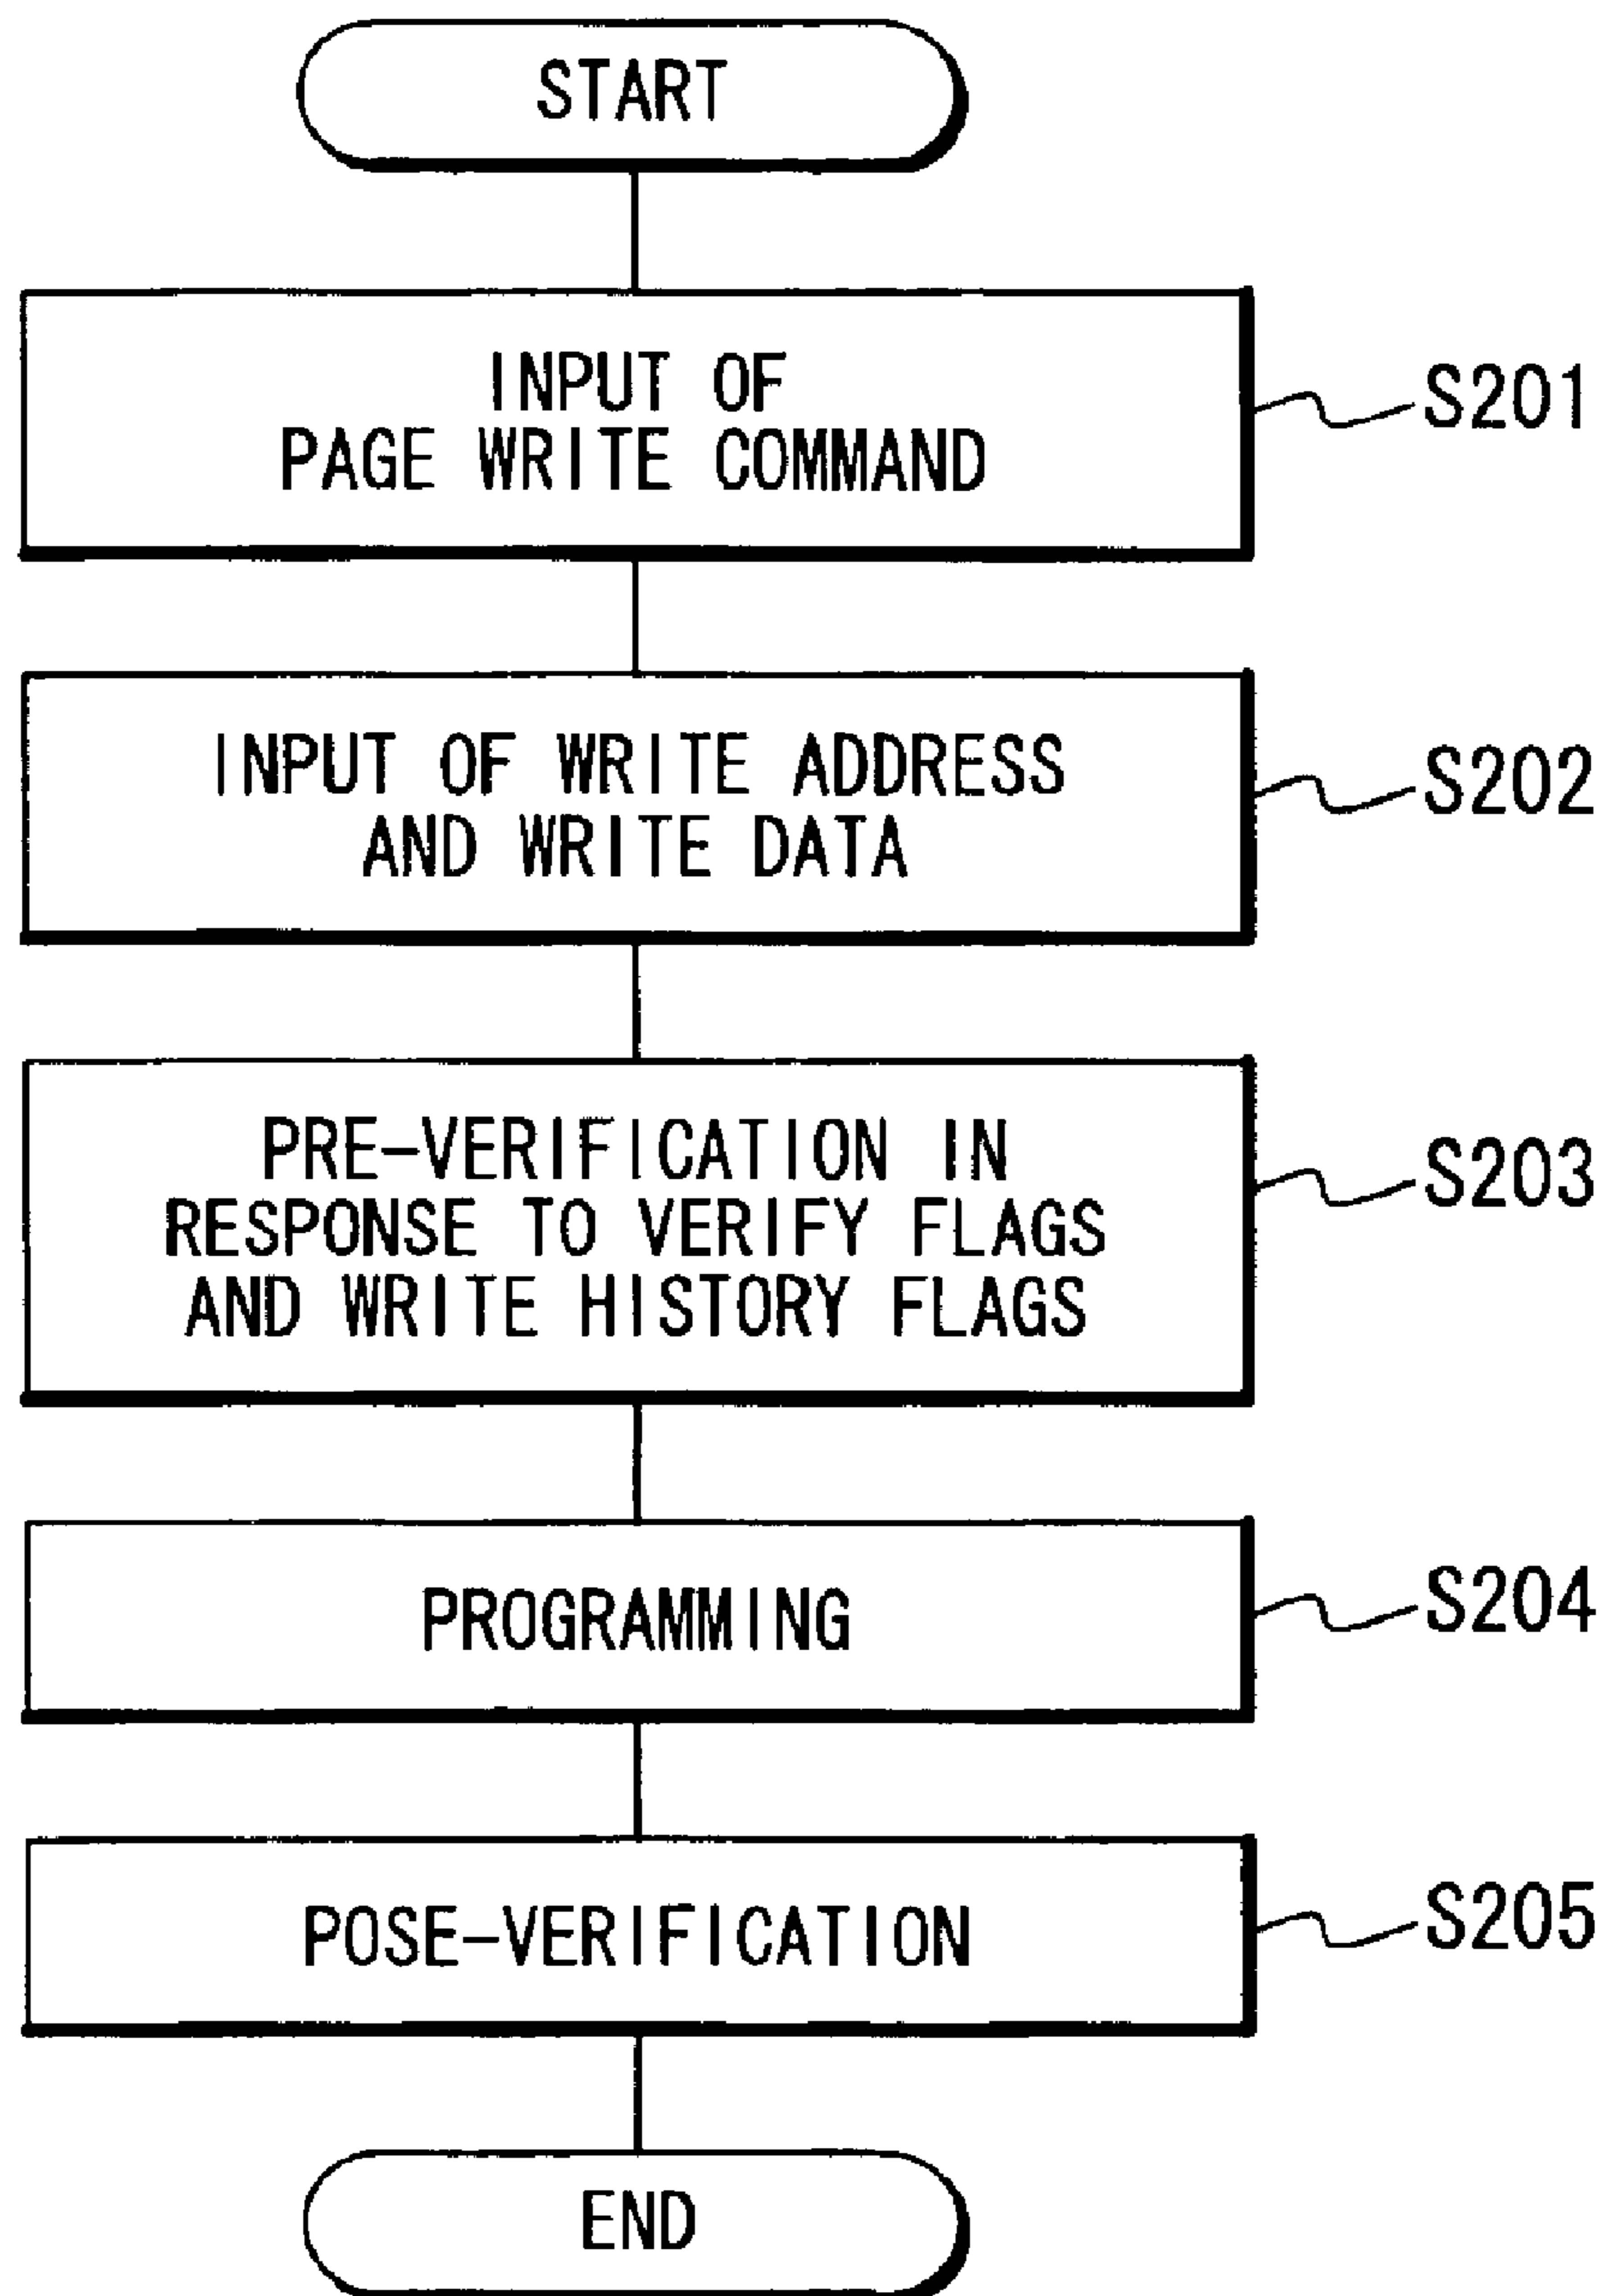 START
INPUT OF
PAGE WRITE COMMAND
S201
INPUT OF WRITE ADDRESS
AND WRITE DATA
S202
PRE-VERIFICATION IN
RESPONSE TO VERIFY FLAGS
AND WRITE HISTORY FLAGS
S203
PROGRAMMING
S204
POSE-VERIFICATION
S205
END